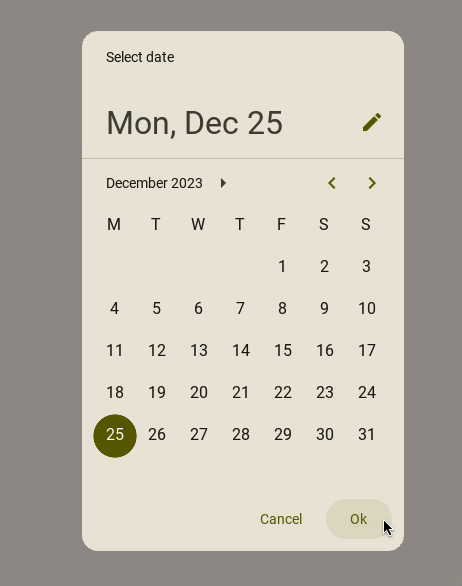 Select date
Mon, Dec 25
December 2023
M T W T F S S
1 2 3
4 5 6 7 8 9 10
11 12 13 14 15 16 17
18 19 20 21 22 23 24
25 26 27 28 29 30 31
Cancel Ok